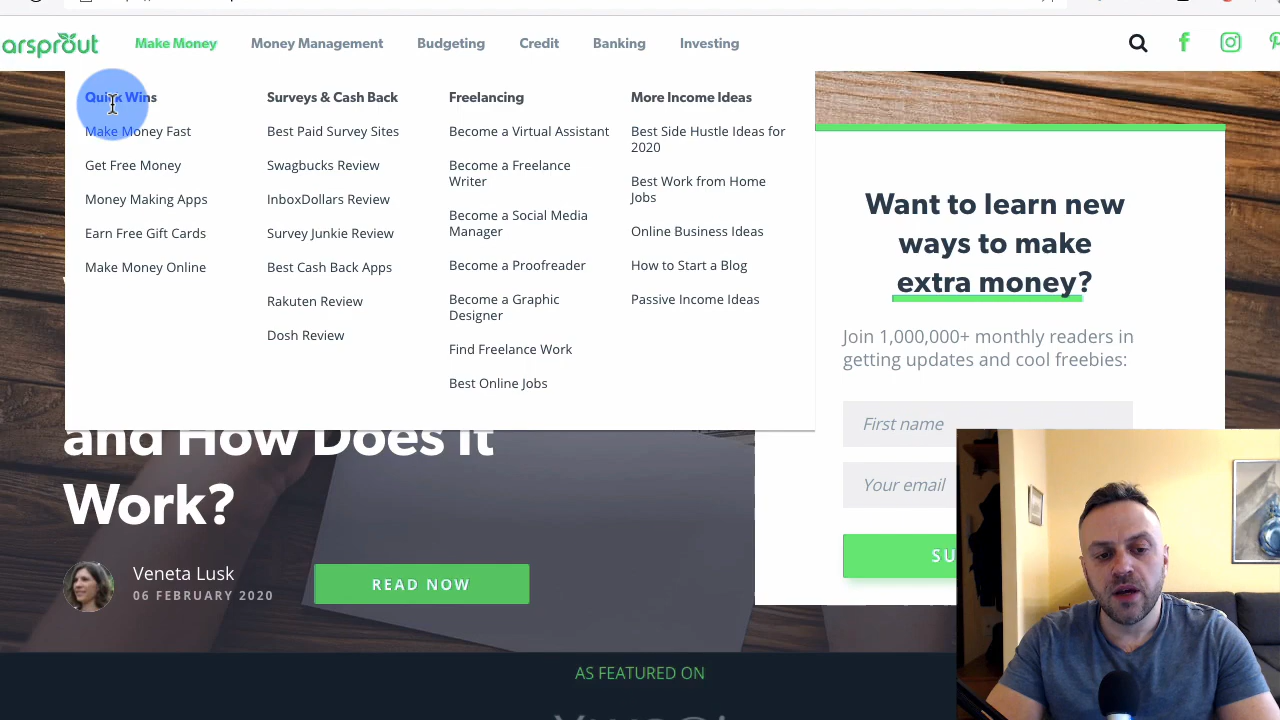 arsprout
Make Money
Money Management
Budgeting
Credit
Banking
Investing
Quick Wins
Make Money Fast
Get Free Money
Money Making Apps
Earn Free Gift Cards
Make Money Online
Surveys & Cash Back
Best Paid Survey Sites
Swagbucks Review
InboxDollars Review
Survey Junkie Review
Best Cash Back Apps
Rakuten Review
Dosh Review
Freelancing
Become a Virtual Assistant
Become a Freelance
Writer
Become a Social Media
Manager
Become a Proofreader
Become a Graphic
Designer
Find Freelance Work
Best Online Jobs
More Income Ideas
Best Side Hustle Ideas for
2020
Best Work from Home
Jobs
Online Business Ideas
How to Start a Blog
Passive Income Ideas
and How Does It
Work?
Veneta Lusk
06 FEBRUARY 2020
READ NOW
Want to learn new
ways to make
extra money?
Join 1,000,000+ monthly readers in
getting updates and cool freebies:
First name
Your email
SU
AS FEATURED ON